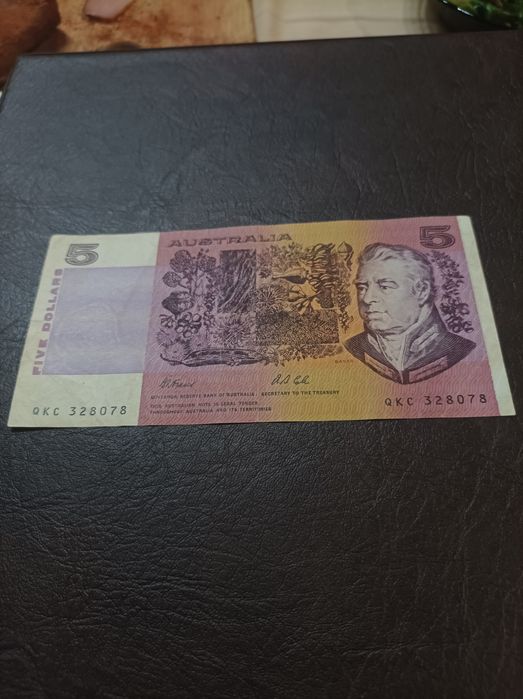 5
AUSTRALIA
5
FIVE DOLLARS
BANKS
GOVERNOR RESERVE BANK OF AUSTRALIA. SECRETARY TO THE TREASURY
THIS AUSTRALIAN NOTE IS LEGAL TENDER
THROUGHOUT AUSTRALIA AND ITS TERRITORIES
QKC 328078
QKC 328078